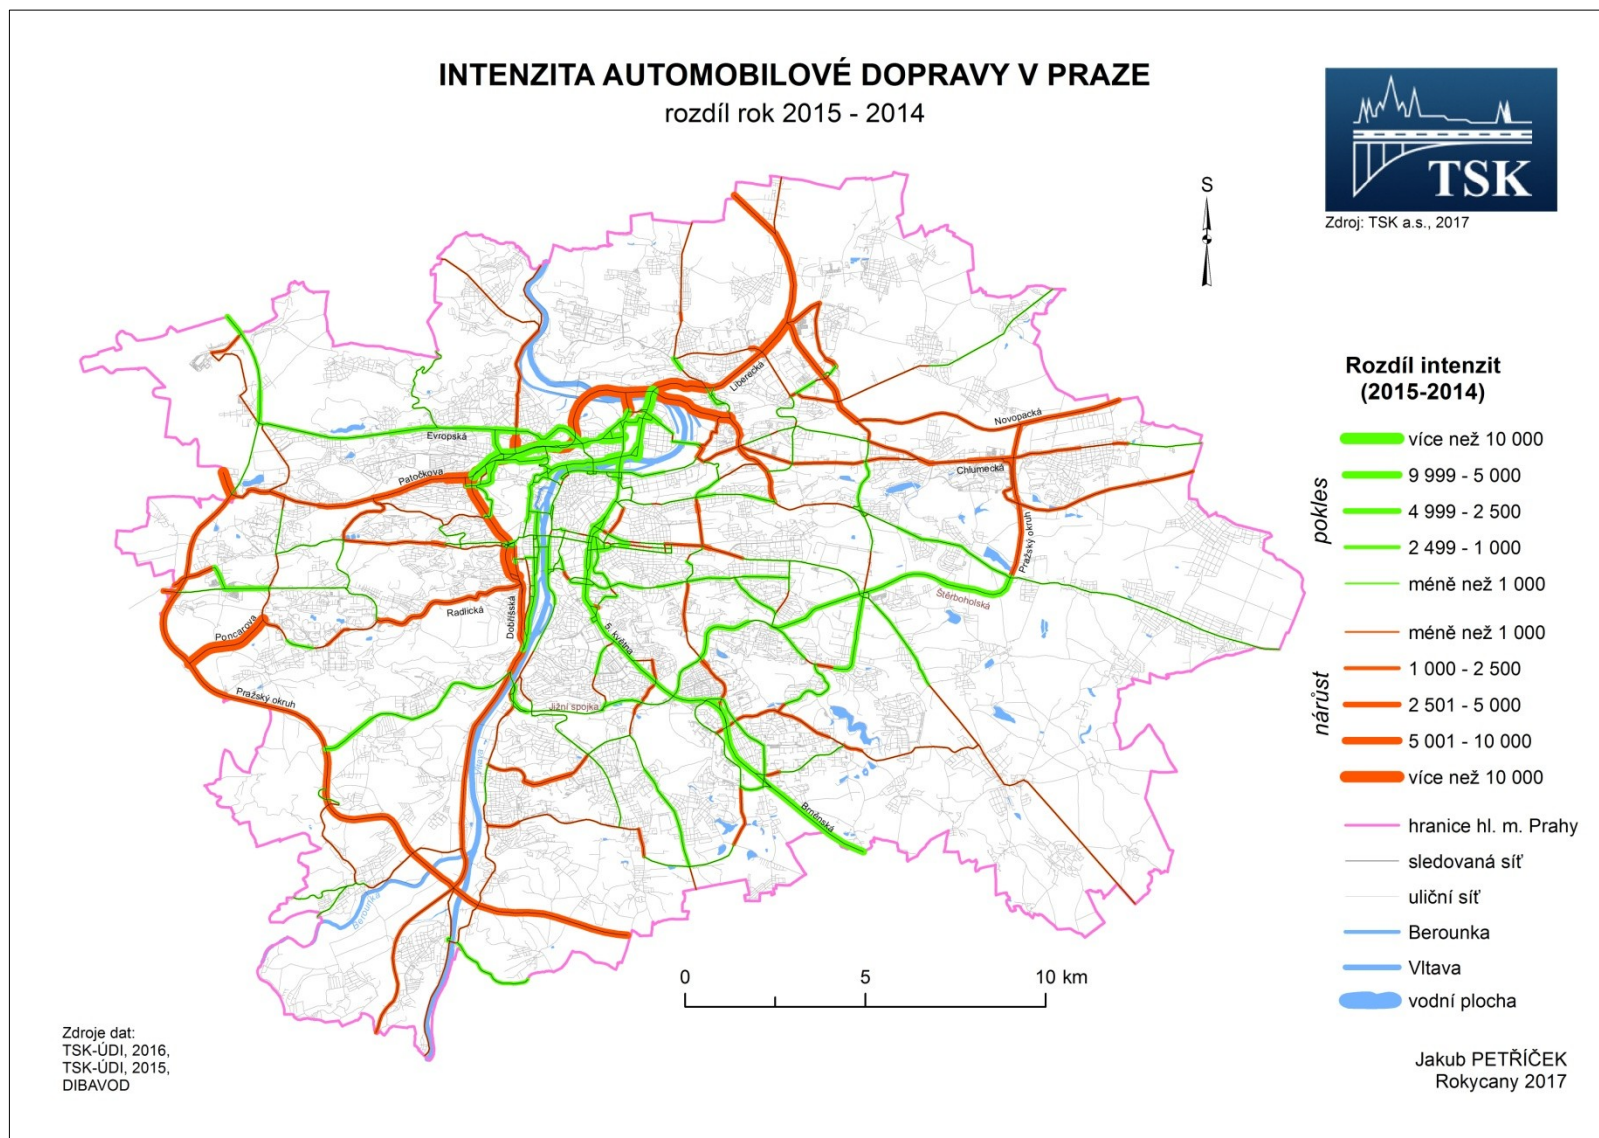 INTENZITA AUTOMOBILOVÉ DOPRAVY V PRAZE
rozdíl rok 2015 - 2014
TSK
Zdroj: TSK a.s., 2017
S
Rozdíl intenzit
(2015-2014)
pokles
více než 10 000
9 999 - 5 000
4 999 - 2 500
2 499 - 1 000
méně než 1 000
nárůst
méně než 1 000
1 000 - 2 500
2 501 - 5 000
5 001 - 10 000
více než 10 000
hranice hl. m. Prahy
sledovaná síť
uliční síť
Berounka
Vltava
vodní plocha
Liberecká
Novopacká
Evropská
Patočkova
Chlumecká
Pražský okruh
Štěrboholská
Radlická
Dobříšská
Poncarova
5. května
Pražský okruh
Jižní spojka
Vltava
Brněnská
Berounka
0 5 10 km
Zdroje dat:
TSK-ÚDI, 2016,
TSK-ÚDI, 2015,
DIBAVOD
Jakub PETŘÍČEK
Rokycany 2017